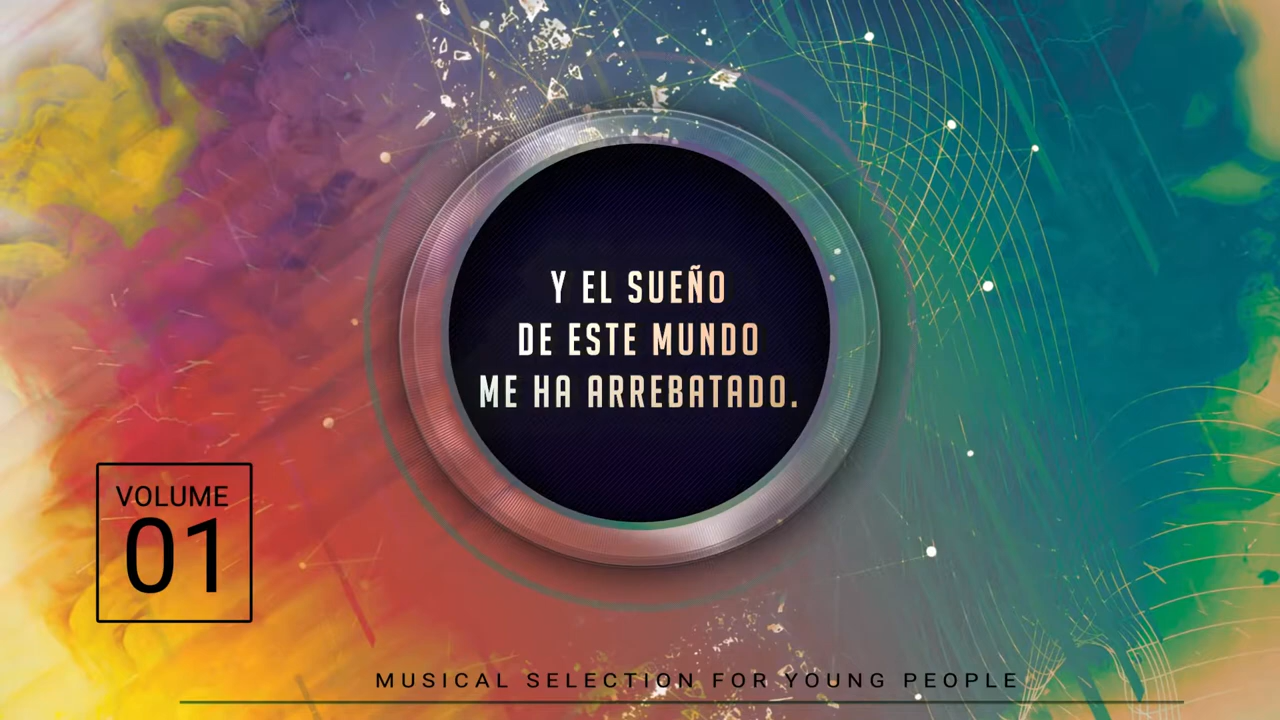 Y EL SUEÑO
DE ESTE MUNDO
ME HA ARREBATADO.
VOLUME
01
MUSICAL SELECTION FOR YOUNG PEOPLE